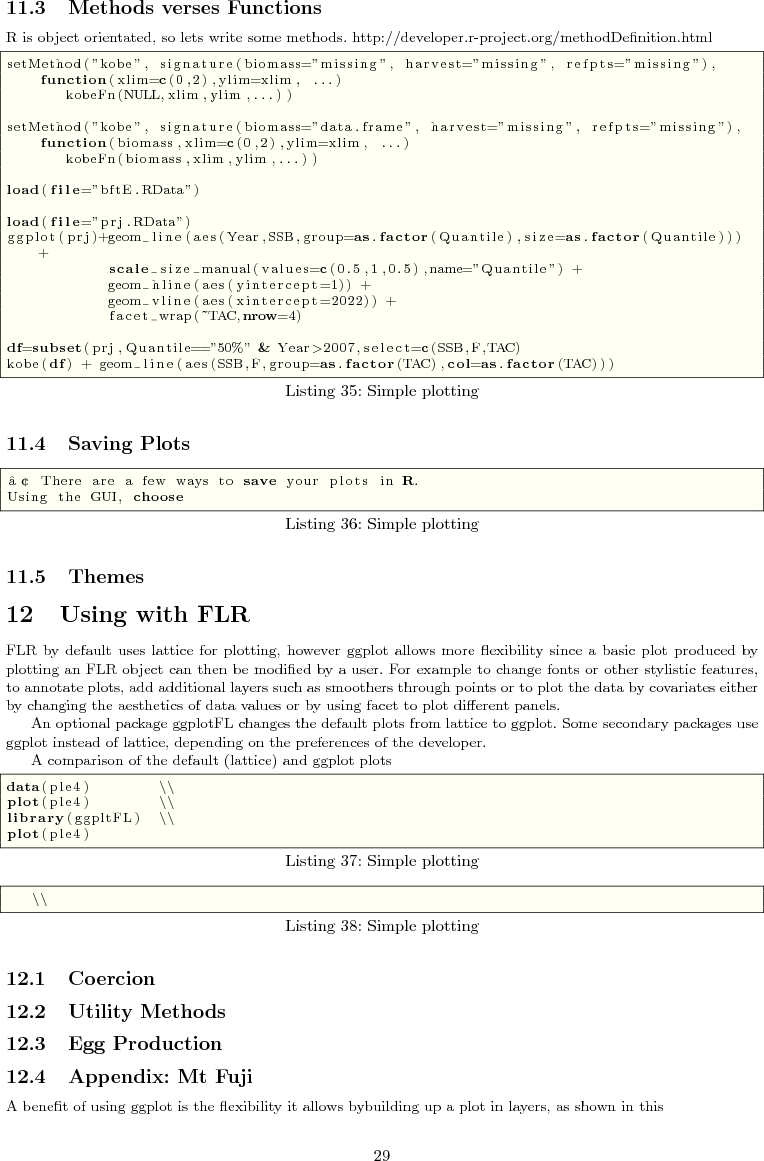 11.3 Methods verses Functions
R is object orientated, so lets write some methods. http://developer.r-project.org/methodDefinition.html
setMethod("kobe", signature(biomass="missing", harvest="missing", refpts="missing"),
function(xlim=c(0,2),ylim=xlim, ...)
kobeFn(NULL,xlim,ylim,...))
setMethod("kobe", signature(biomass="data.frame", harvest="missing", refpts="missing"),
function(biomass,xlim=c(0,2),ylim=xlim, ...)
kobeFn(biomass,xlim,ylim,...))
load(file="bftE.RData")
load(file="prj.RData")
ggplot(prj)+geom_line(aes(Year,SSB,group=as.factor(Quantile),size=as.factor(Quantile)))
+
scale_size_manual(values=c(0.5,1,0.5),name="Quantile") +
geom_hline(aes(yintercept=1)) +
geom_vline(aes(xintercept=2022)) +
facet_wrap(~TAC,nrow=4)
df=subset(prj,Quantile=="50%" & Year>2007,select=c(SSB,F,TAC)
kobe(df) + geom_line(aes(SSB,F,group=as.factor(TAC),col=as.factor(TAC)))
Listing 35: Simple plotting
11.4 Saving Plots
â ¢ There are a few ways to save your plots in R.
Using the GUI, choose
Listing 36: Simple plotting
11.5 Themes
12 Using with FLR
FLR by default uses lattice for plotting, however ggplot allows more flexibility since a basic plot produced by
plotting an FLR object can then be modified by a user. For example to change fonts or other stylistic features,
to annotate plots, add additional layers such as smoothers through points or to plot the data by covariates either
by changing the aesthetics of data values or by using facet to plot different panels.
An optional package ggplotFL changes the default plots from lattice to ggplot. Some secondary packages use
ggplot instead of lattice, depending on the preferences of the developer.
A comparison of the default (lattice) and ggplot plots
data(ple4) \\
plot(ple4) \\
library(ggpltFL) \\
plot(ple4)
Listing 37: Simple plotting
\\
Listing 38: Simple plotting
12.1 Coercion
12.2 Utility Methods
12.3 Egg Production
12.4 Appendix: Mt Fuji
A benefit of using ggplot is the flexibility it allows bybuilding up a plot in layers, as shown in this
29